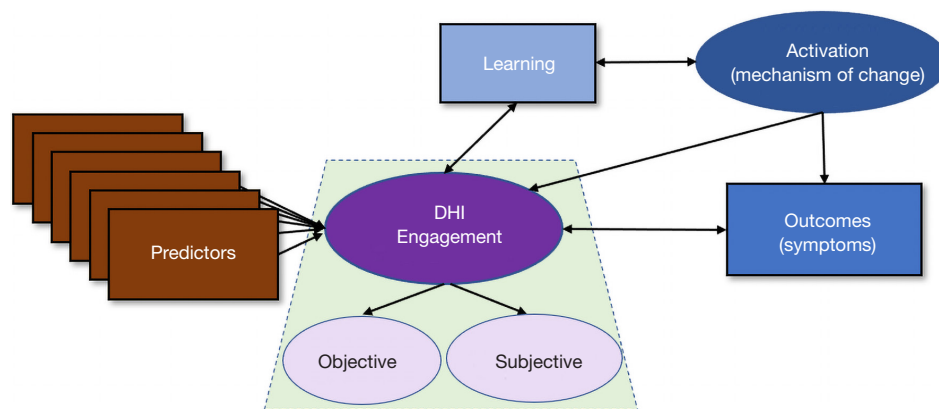 Learning
Activation
(mechanism of change)
Predictors
DHI
Engagement
Outcomes
(symptoms)
Objective
Subjective